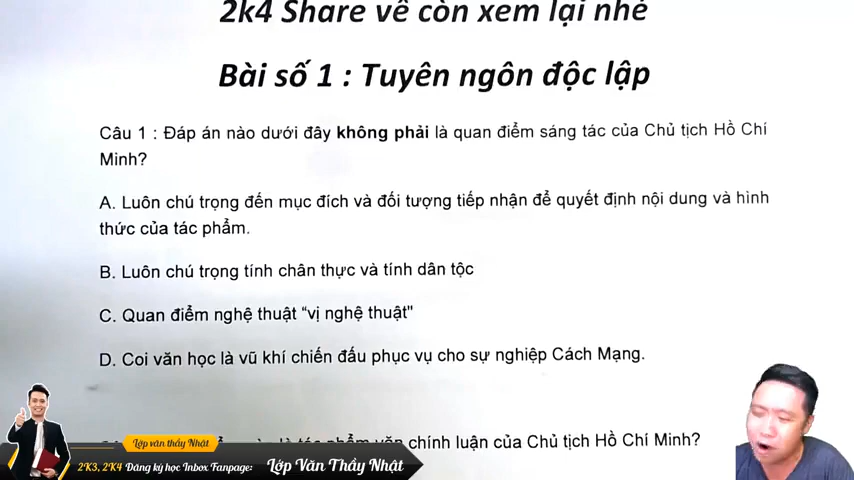 2k4 Share về còn xem lại nhé
Bài số 1 : Tuyên ngôn độc lập
Câu 1 : Đáp án nào dưới đây không phải là quan điểm sáng tác của Chủ tịch Hồ Chí
Minh?
A. Luôn chú trọng đến mục đích và đối tượng tiếp nhận để quyết định nội dung và hình
thức của tác phẩm.
B. Luôn chú trọng tính chân thực và tính dân tộc
C. Quan điểm nghệ thuật “vị nghệ thuật"
D. Coi văn học là vũ khí chiến đấu phục vụ cho sự nghiệp Cách Mạng.
là tác phẩm văn chính luận của Chủ tịch Hồ Chí Minh?
Lớp văn thầy Nhật
2K3, 2K4 Đăng ký học Inbox Fanpage: Lớp Văn Thầy Nhật